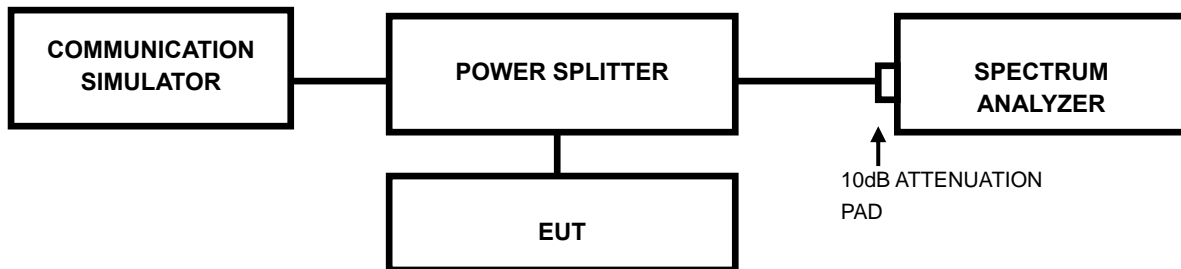 COMMUNICATION
SIMULATOR
POWER SPLITTER
SPECTRUM
ANALYZER
10dB ATTENUATION
PAD
EUT